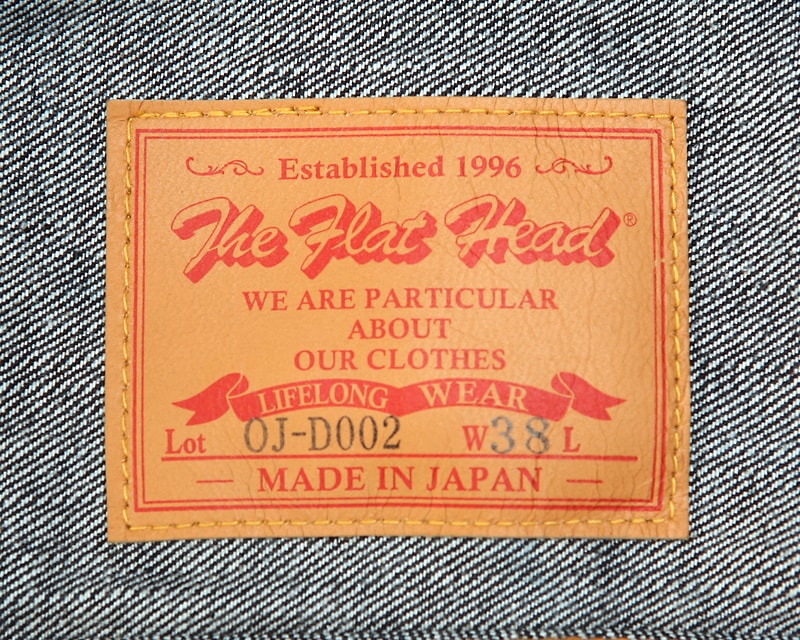 Established 1996
The Flat Head®
WE ARE PARTICULAR
ABOUT
OUR CLOTHES
LIFELONG WEAR
Lot OJ-D002 W38 L
— MADE IN JAPAN —